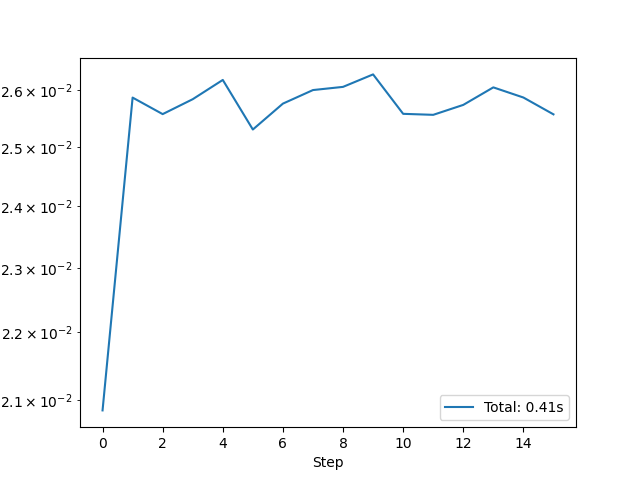 2.6 × 10⁻²
2.5 × 10⁻²
2.4 × 10⁻²
2.3 × 10⁻²
2.2 × 10⁻²
2.1 × 10⁻²
Total: 0.41s
0 2 4 6 8 10 12 14
Step